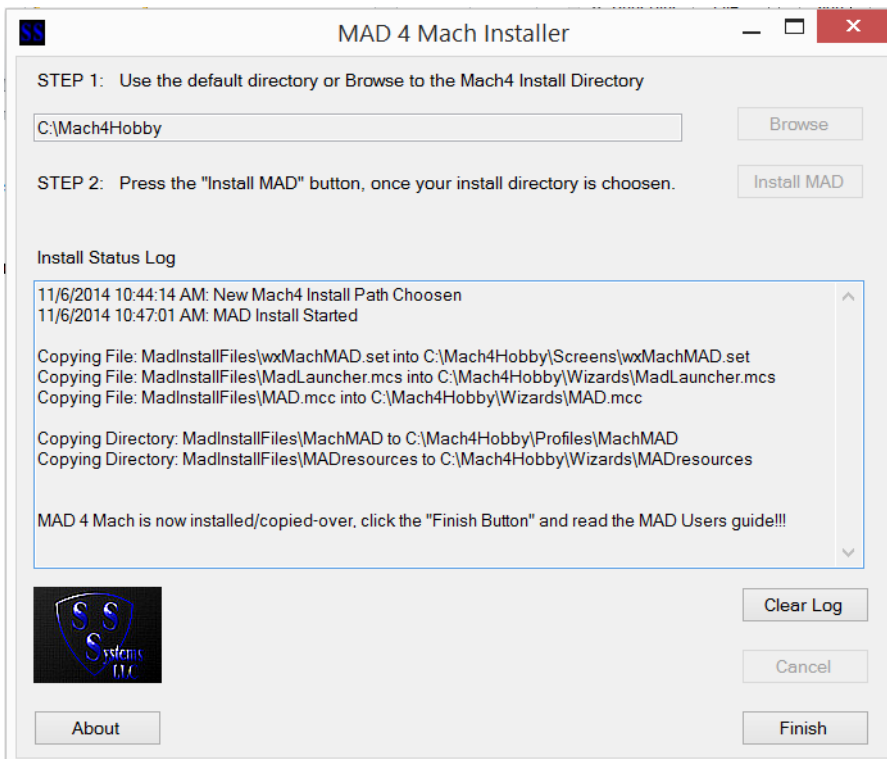 SS
MAD 4 Mach Installer
STEP 1: Use the default directory or Browse to the Mach4 Install Directory
C:\Mach4Hobby
Browse
STEP 2: Press the "Install MAD" button, once your install directory is choosen.
Install MAD
Install Status Log
11/6/2014 10:44:14 AM: New Mach4 Install Path Choosen
11/6/2014 10:47:01 AM: MAD Install Started
Copying File: MadInstallFiles\wxMachMAD.set into C:\Mach4Hobby\Screens\wxMachMAD.set
Copying File: MadInstallFiles\MadLauncher.mcs into C:\Mach4Hobby\Wizards\MadLauncher.mcs
Copying File: MadInstallFiles\MAD.mcc into C:\Mach4Hobby\Wizards\MAD.mcc
Copying Directory: MadInstallFiles\MachMAD to C:\Mach4Hobby\Profiles\MachMAD
Copying Directory: MadInstallFiles\MADresources to C:\Mach4Hobby\Wizards\MADresources
MAD 4 Mach is now installed/copied-over, click the "Finish Button" and read the MAD Users guide!!!
S S
Systems
LLC
Clear Log
Cancel
About
Finish